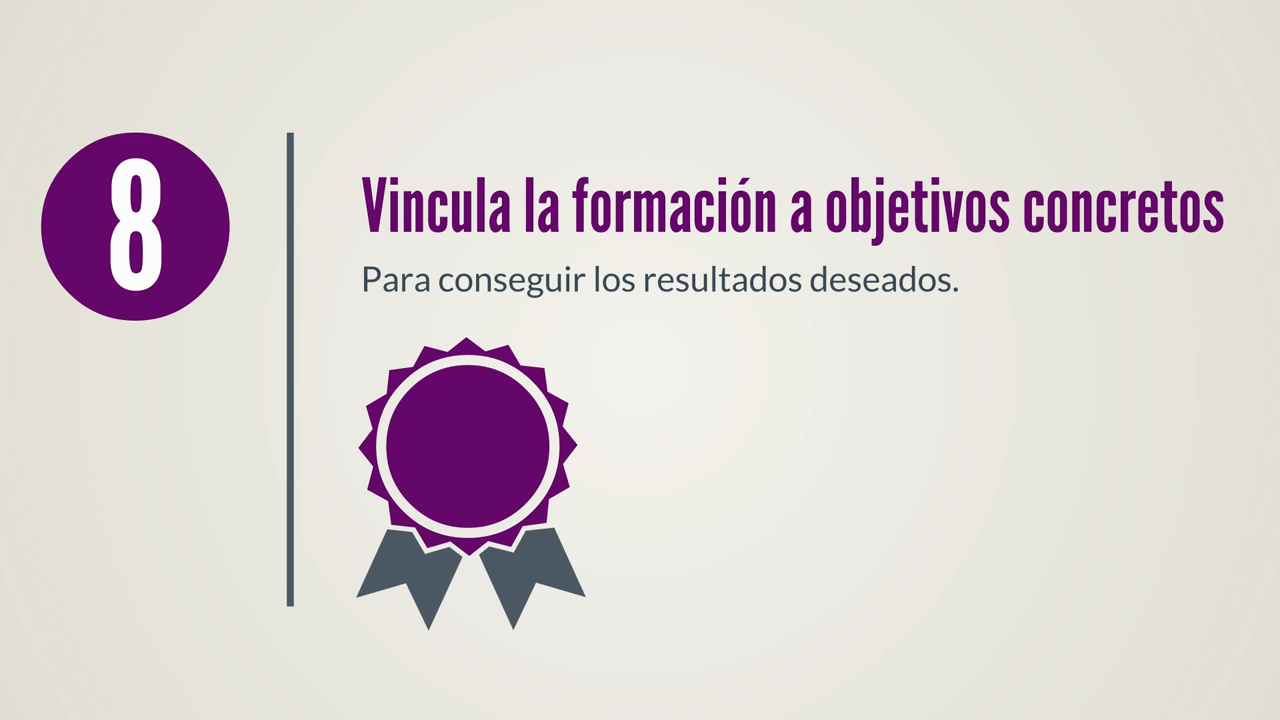 8
Vincula la formación a objetivos concretos
Para conseguir los resultados deseados.